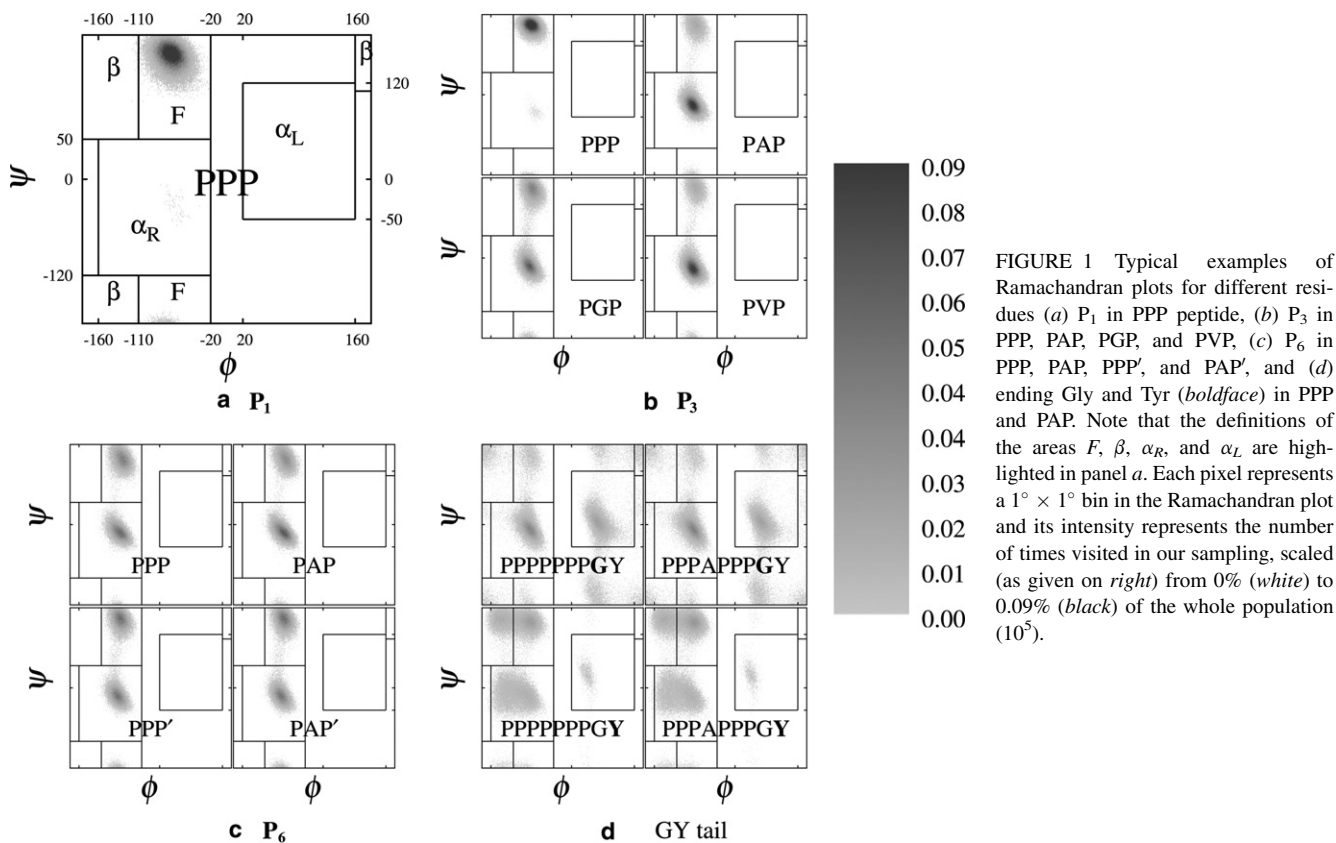 -160 -110 -20 20 160
β
β
F
α_L
120
50
ψ
0
PPP
0
α_R
-50
-120
β
F
-160 -110 -20 20 160
ϕ
a P₁
ψ
PPP
PAP
ψ
PGP
PVP
ϕ
b P₃
0.09
0.08
0.07
0.06
0.05
0.04
0.04
0.03
0.02
0.01
0.00
FIGURE 1 Typical examples of
Ramachandran plots for different resi-
dues (a) P₁ in PPP peptide, (b) P₃ in
PPP, PAP, PGP, and PVP, (c) P₆ in
PPP, PAP, PPP′, and PAP′, and (d)
ending Gly and Tyr (boldface) in PPP
and PAP. Note that the definitions of
the areas F, β, α_R, and α_L are high-
lighted in panel a. Each pixel represents
a 1° × 1° bin in the Ramachandran plot
and its intensity represents the number
of times visited in our sampling, scaled
(as given on right) from 0% (white) to
0.09% (black) of the whole population
(10⁵).
ψ
PPP
PAP
ψ
PPP′
PAP′
ϕ
ϕ
c P₆
ψ
PPPPPPPGY
PPPAPPPGY
ψ
PPPPPPPGY
PPPAPPPGY
ϕ
d GY tail